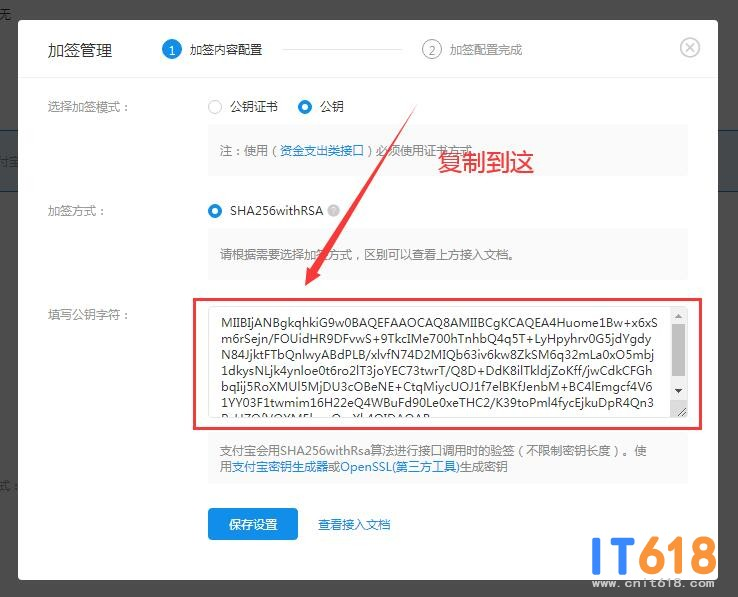 无
加签管理
1 加签内容配置
2 加签配置完成
选择加签模式：
公钥证书
公钥
注：使用（资金支出类接口）必须使用证书方式
复制到这
加签方式：
SHA256withRSA ?
请根据需要选择加签方式，区别可以查看上方接入文档。
填写公钥字符：
MIIBIjANBgkqhkiG9w0BAQEFAAOCAQ8AMIIBCgKCAQEA4Huome1Bw+x6xS
m6rSejn/FOUidHR9DFvwS+9TkcIMe700hTnhbQ4q5T+LyHpyhrv0G5jdYgdy
N84JjktFTbQnlwyABdPLB/xlvfN74D2MIQb63iv6kw8ZkSM6q32mLa0xO5mbj
1dkysNLjk4ynloe0t6ro2lT3joYEC73twrT/Q8D+DdK8ilTkldjZoKff/jwCdkCFGh
bqIij5RoXMUl5MjDU3cOBeNE+CtqMiycUOJ1f7elBKfJenbM+BC4lEmgcf4V6
1YY03F1twmim16H22eQ4WBuFd90Le0xeTHC2/K39toPml4fycEjkuDpR4Qn3
支付宝会用SHA256withRsa算法进行接口调用时的验签（不限制密钥长度）。使
用支付宝密钥生成器或OpenSSL(第三方工具)生成密钥
式：
保存设置
查看接入文档
IT618
www.cnit618.com